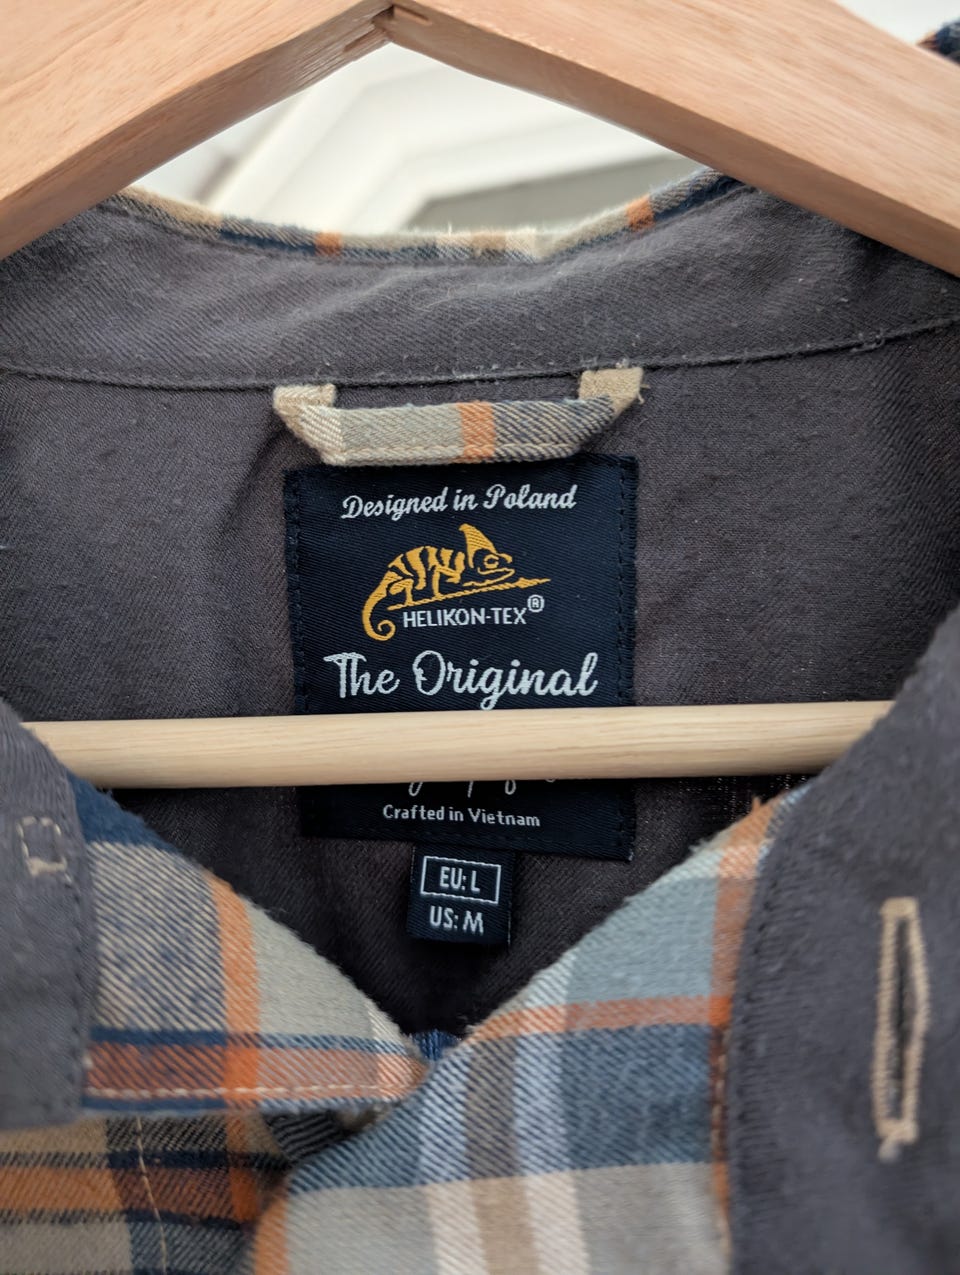 Designed in Poland
HELIKON-TEX®
The Original
Crafted in Vietnam
EU: L
US: M